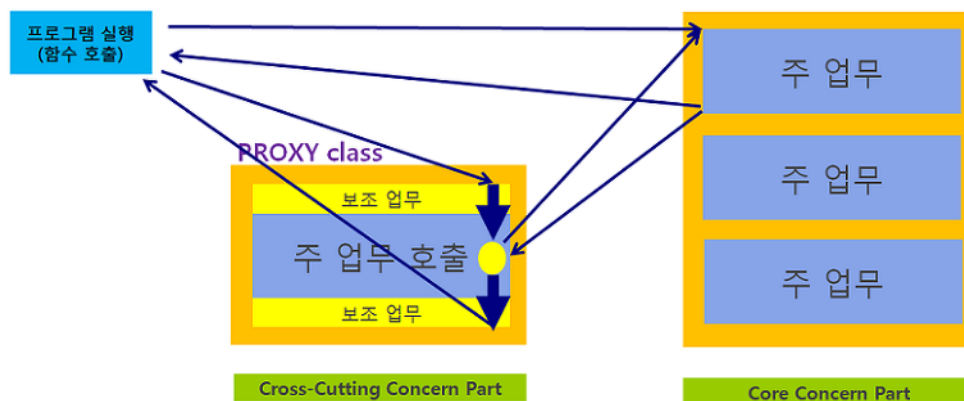 프로그램 실행
(함수 호출)
주 업무
PROXY class
주 업무
보조 업무
주 업무 호출
주 업무
보조 업무
Cross-Cutting Concern Part
Core Concern Part